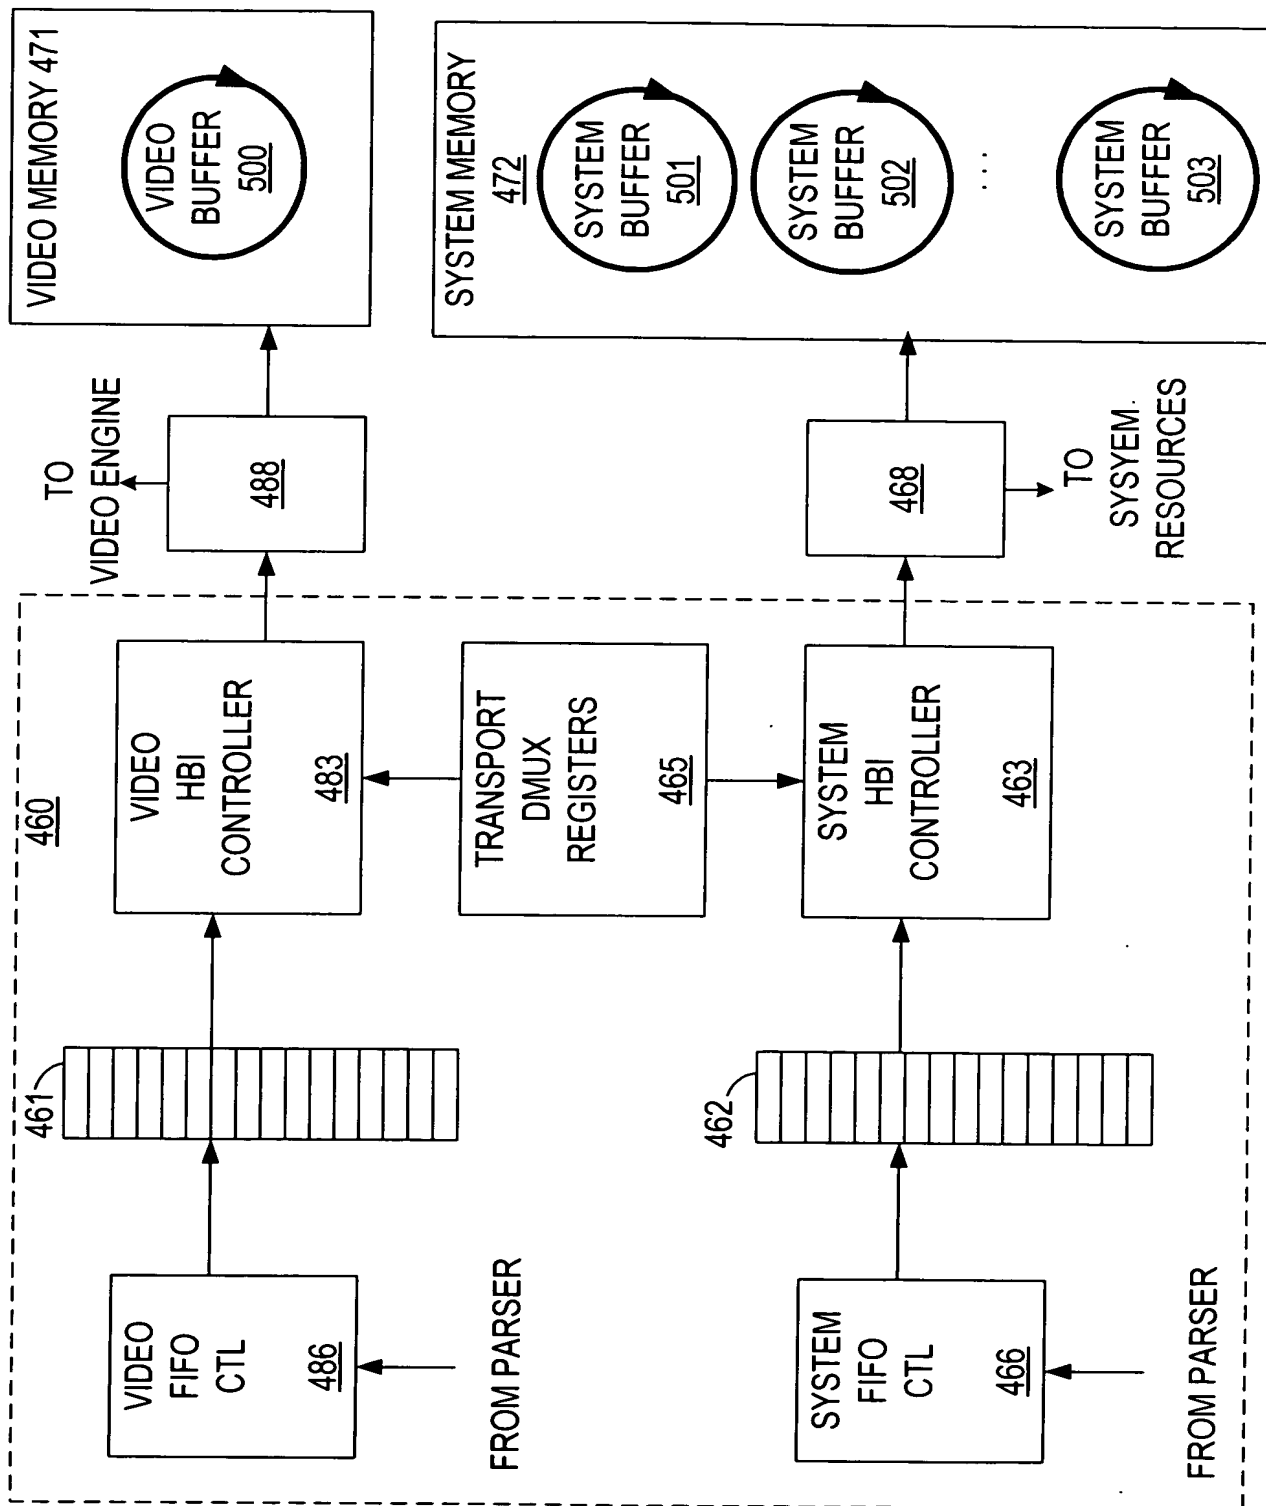 460
VIDEO
FIFO
CTL
486
FROM PARSER
461
VIDEO
HBI
CONTROLLER
483
TRANSPORT
DMUX
REGISTERS
465
SYSTEM
FIFO
CTL
466
FROM PARSER
462
SYSTEM
HBI
CONTROLLER
463
TO
VIDEO ENGINE
488
468
TO
SYSYEM
RESOURCES
VIDEO MEMORY 471
VIDEO
BUFFER
500
SYSTEM MEMORY
472
SYSTEM
BUFFER
501
SYSTEM
BUFFER
502
...
SYSTEM
BUFFER
503